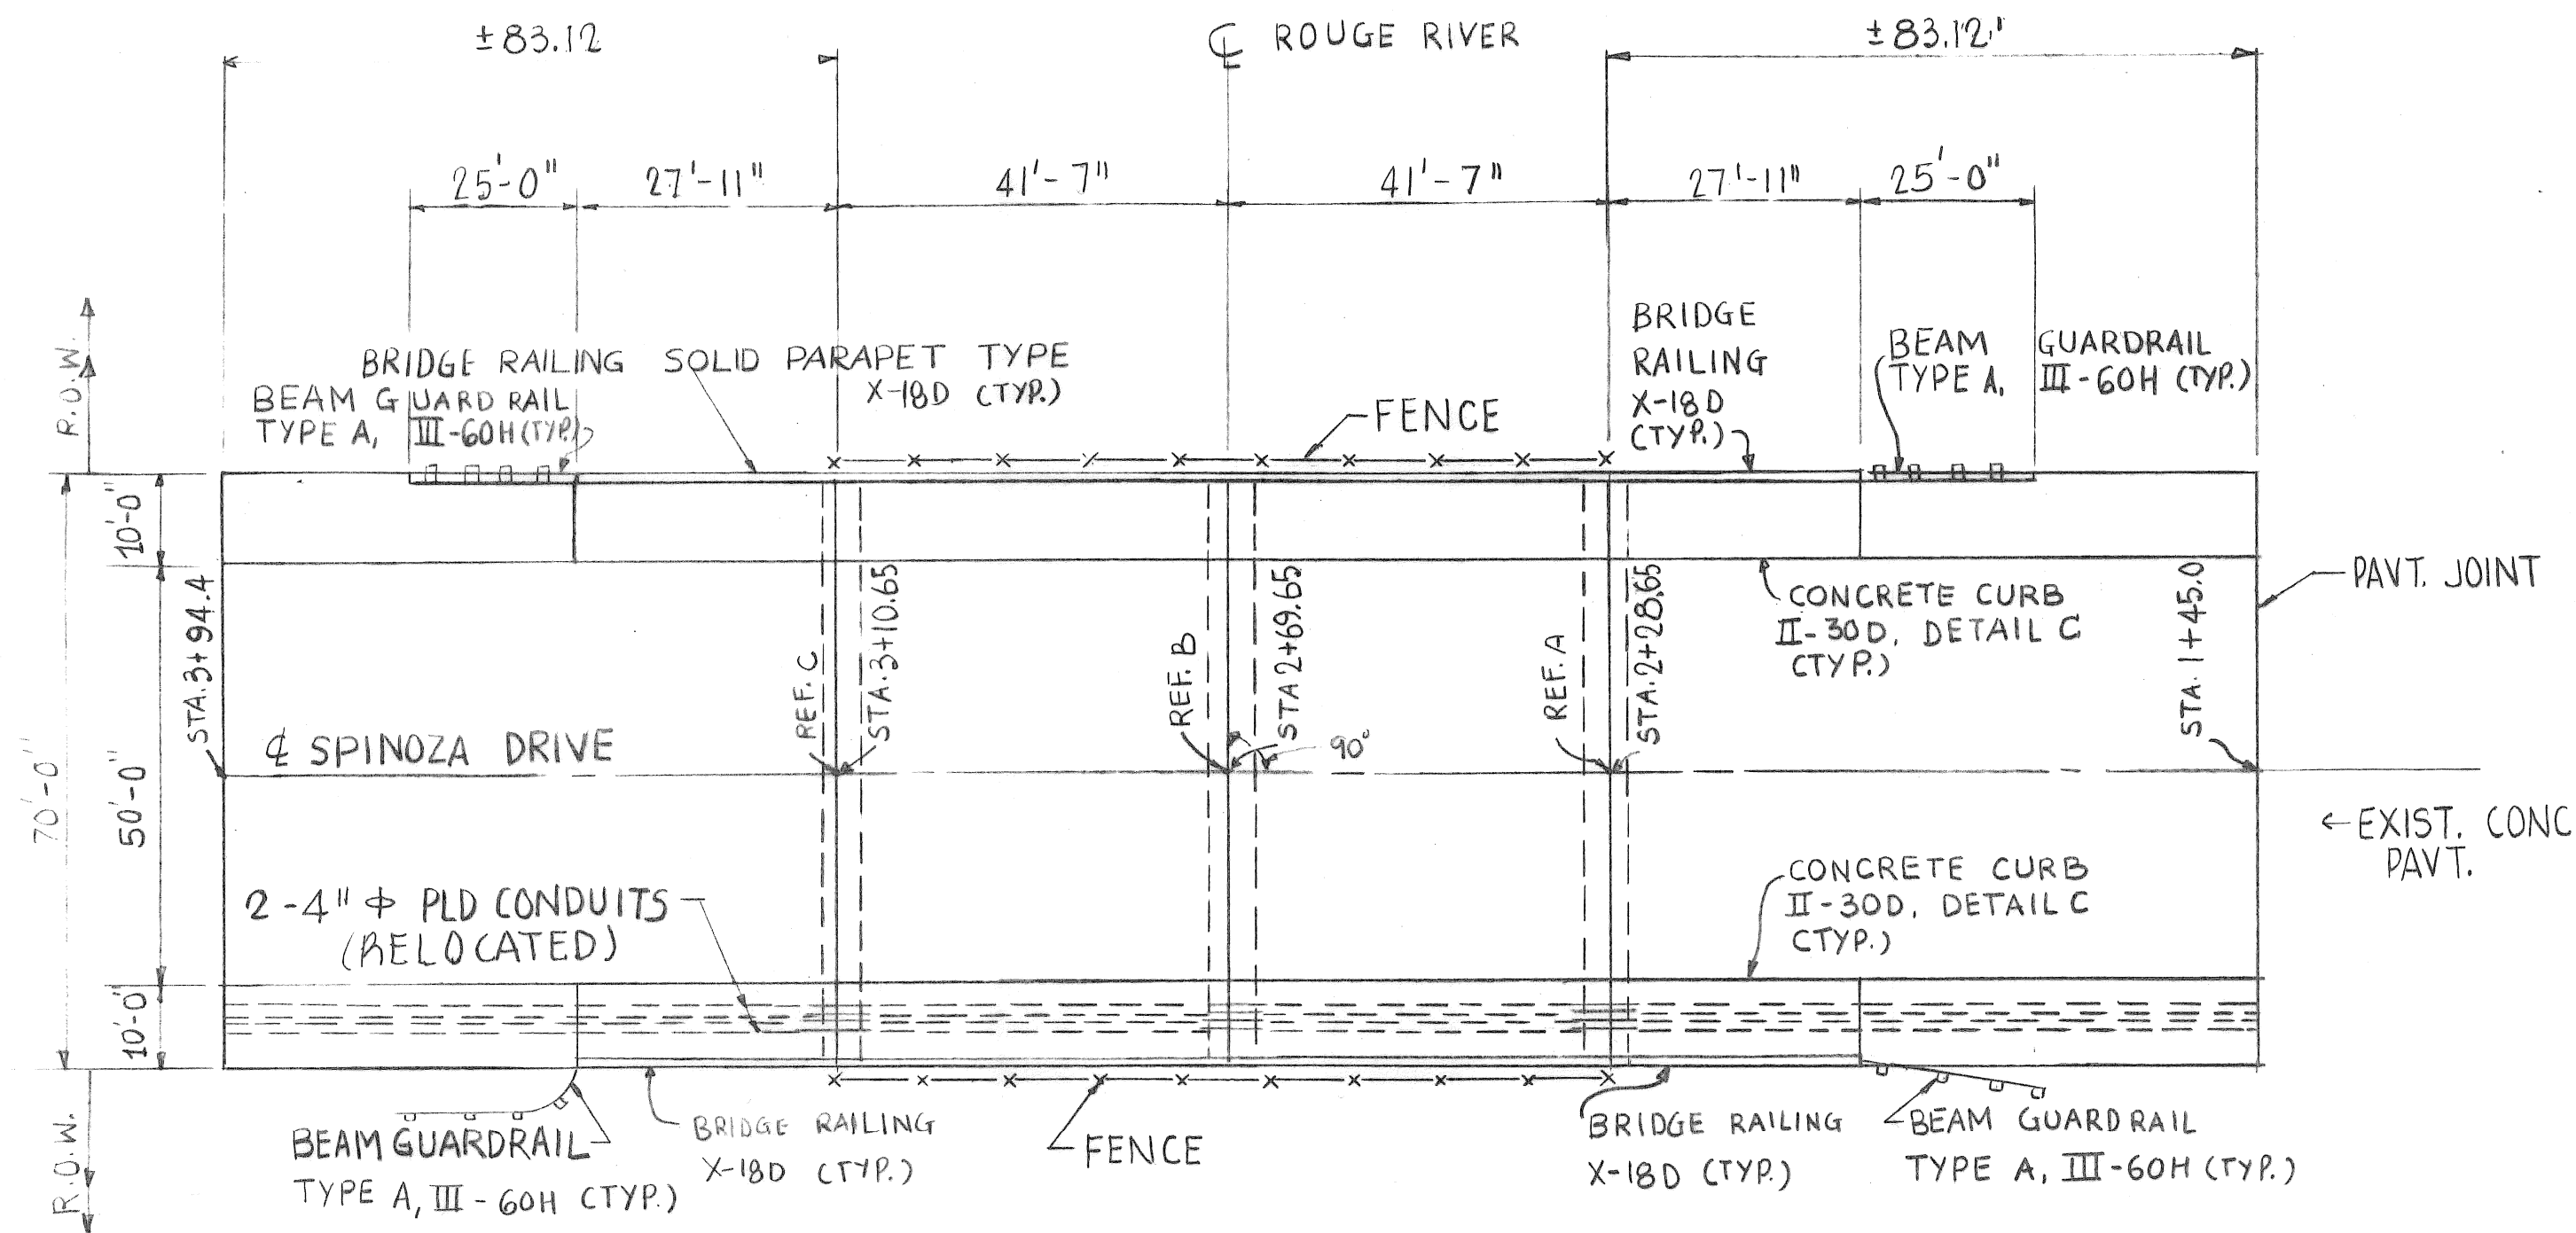 ±83.12
℄ ROUGE RIVER
±83.12'
25'-0"
27'-11"
41'-7"
41'-7"
27'-11"
25'-0"
R.O.W.
BRIDGE RAILING SOLID PARAPET TYPE
X-18D (TYP.)
BEAM GUARD RAIL
TYPE A, III-60H (TYP.)
FENCE
BRIDGE
RAILING
X-18D
(TYP.)
BEAM GUARDRAIL
TYPE A, III-60H (TYP.)
10'-0"
50'-0"
70'-0"
10'-0"
STA.3+94.4
REF. C
STA.3+10.65
REF. B
STA 2+69.65
REF. A
STA.2+28.65
STA. 1+45.0
CONCRETE CURB
II-30D, DETAIL C
(TYP.)
PAVT. JOINT
℄ SPINOZA DRIVE
90°
←EXIST. CONC
PAVT.
2-4" Φ PLD CONDUITS
(RELOCATED)
CONCRETE CURB
II-30D, DETAIL C
(TYP.)
R.O.W.
BEAM GUARDRAIL
TYPE A, III-60H (TYP.)
BRIDGE RAILING
X-18D (TYP.)
FENCE
BRIDGE RAILING
X-18D (TYP.)
BEAM GUARDRAIL
TYPE A, III-60H (TYP.)